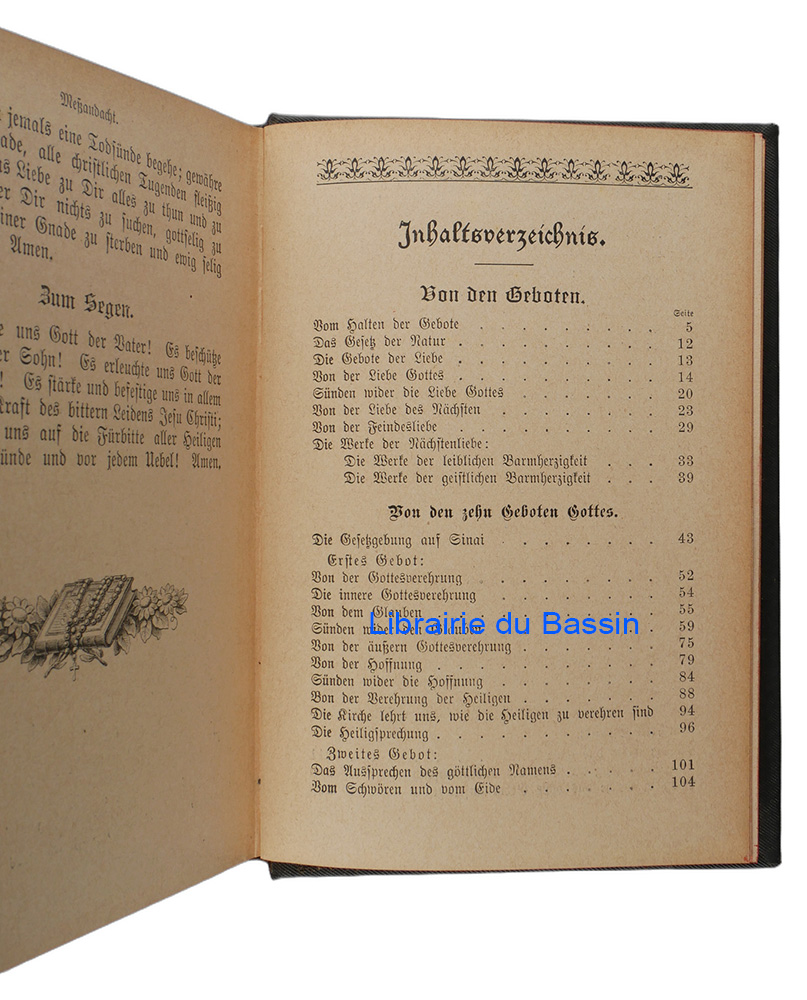 Meßandacht.
jemals eine Todsünde begehe; gewähre
ade, alle christlichen Tugenden fleißig
s Liebe zu Dir alles zu thun und zu
er Dir nichts zu suchen, gottselig zu
iner Gnade zu sterben und ewig selig
Amen.
Zum Segen.
e uns Gott der Vater! Es beschütze
er Sohn! Es erleuchte uns Gott der
! Es stärke und befestige uns in allem
kraft des bittern Leidens Jesu Christi;
uns auf die Fürbitte aller Heiligen
ünde und vor jedem Uebel! Amen.
Inhaltsverzeichnis.
Von den Geboten.
Seite
Vom Halten der Gebote . . . . . . . . 5
Das Gesetz der Natur . . . . . . . . . 12
Die Gebote der Liebe . . . . . . . . . 13
Von der Liebe Gottes . . . . . . . . . 14
Sünden wider die Liebe Gottes . . . . . . 20
Von der Liebe des Nächsten . . . . . . . 23
Von der Feindesliebe . . . . . . . . . 29
Die Werke der Nächstenliebe:
Die Werke der leiblichen Barmherzigkeit . . . 33
Die Werke der geistlichen Barmherzigkeit . . . 39
Von den zehn Geboten Gottes.
Die Gesetzgebung auf Sinai . . . . . . . 43
Erstes Gebot:
Von der Gottesverehrung . . . . . . . . 52
Die innere Gottesverehrung . . . . . . . 54
Von dem Glauben . . . . . . . . . 55
Sünden wider den Glauben . . . . . . . 59
Librairie du Bassin
Von der äußern Gottesverehrung . . . . . . 75
Von der Hoffnung . . . . . . . . . 79
Sünden wider die Hoffnung . . . . . . . 84
Von der Verehrung der Heiligen . . . . . . 88
Die Kirche lehrt uns, wie die Heiligen zu verehren sind 94
Die Heiligsprechung . . . . . . . . . 96
Zweites Gebot:
Das Aussprechen des göttlichen Namens . . . . . 101
Vom Schwören und vom Eide . . . . . . 104